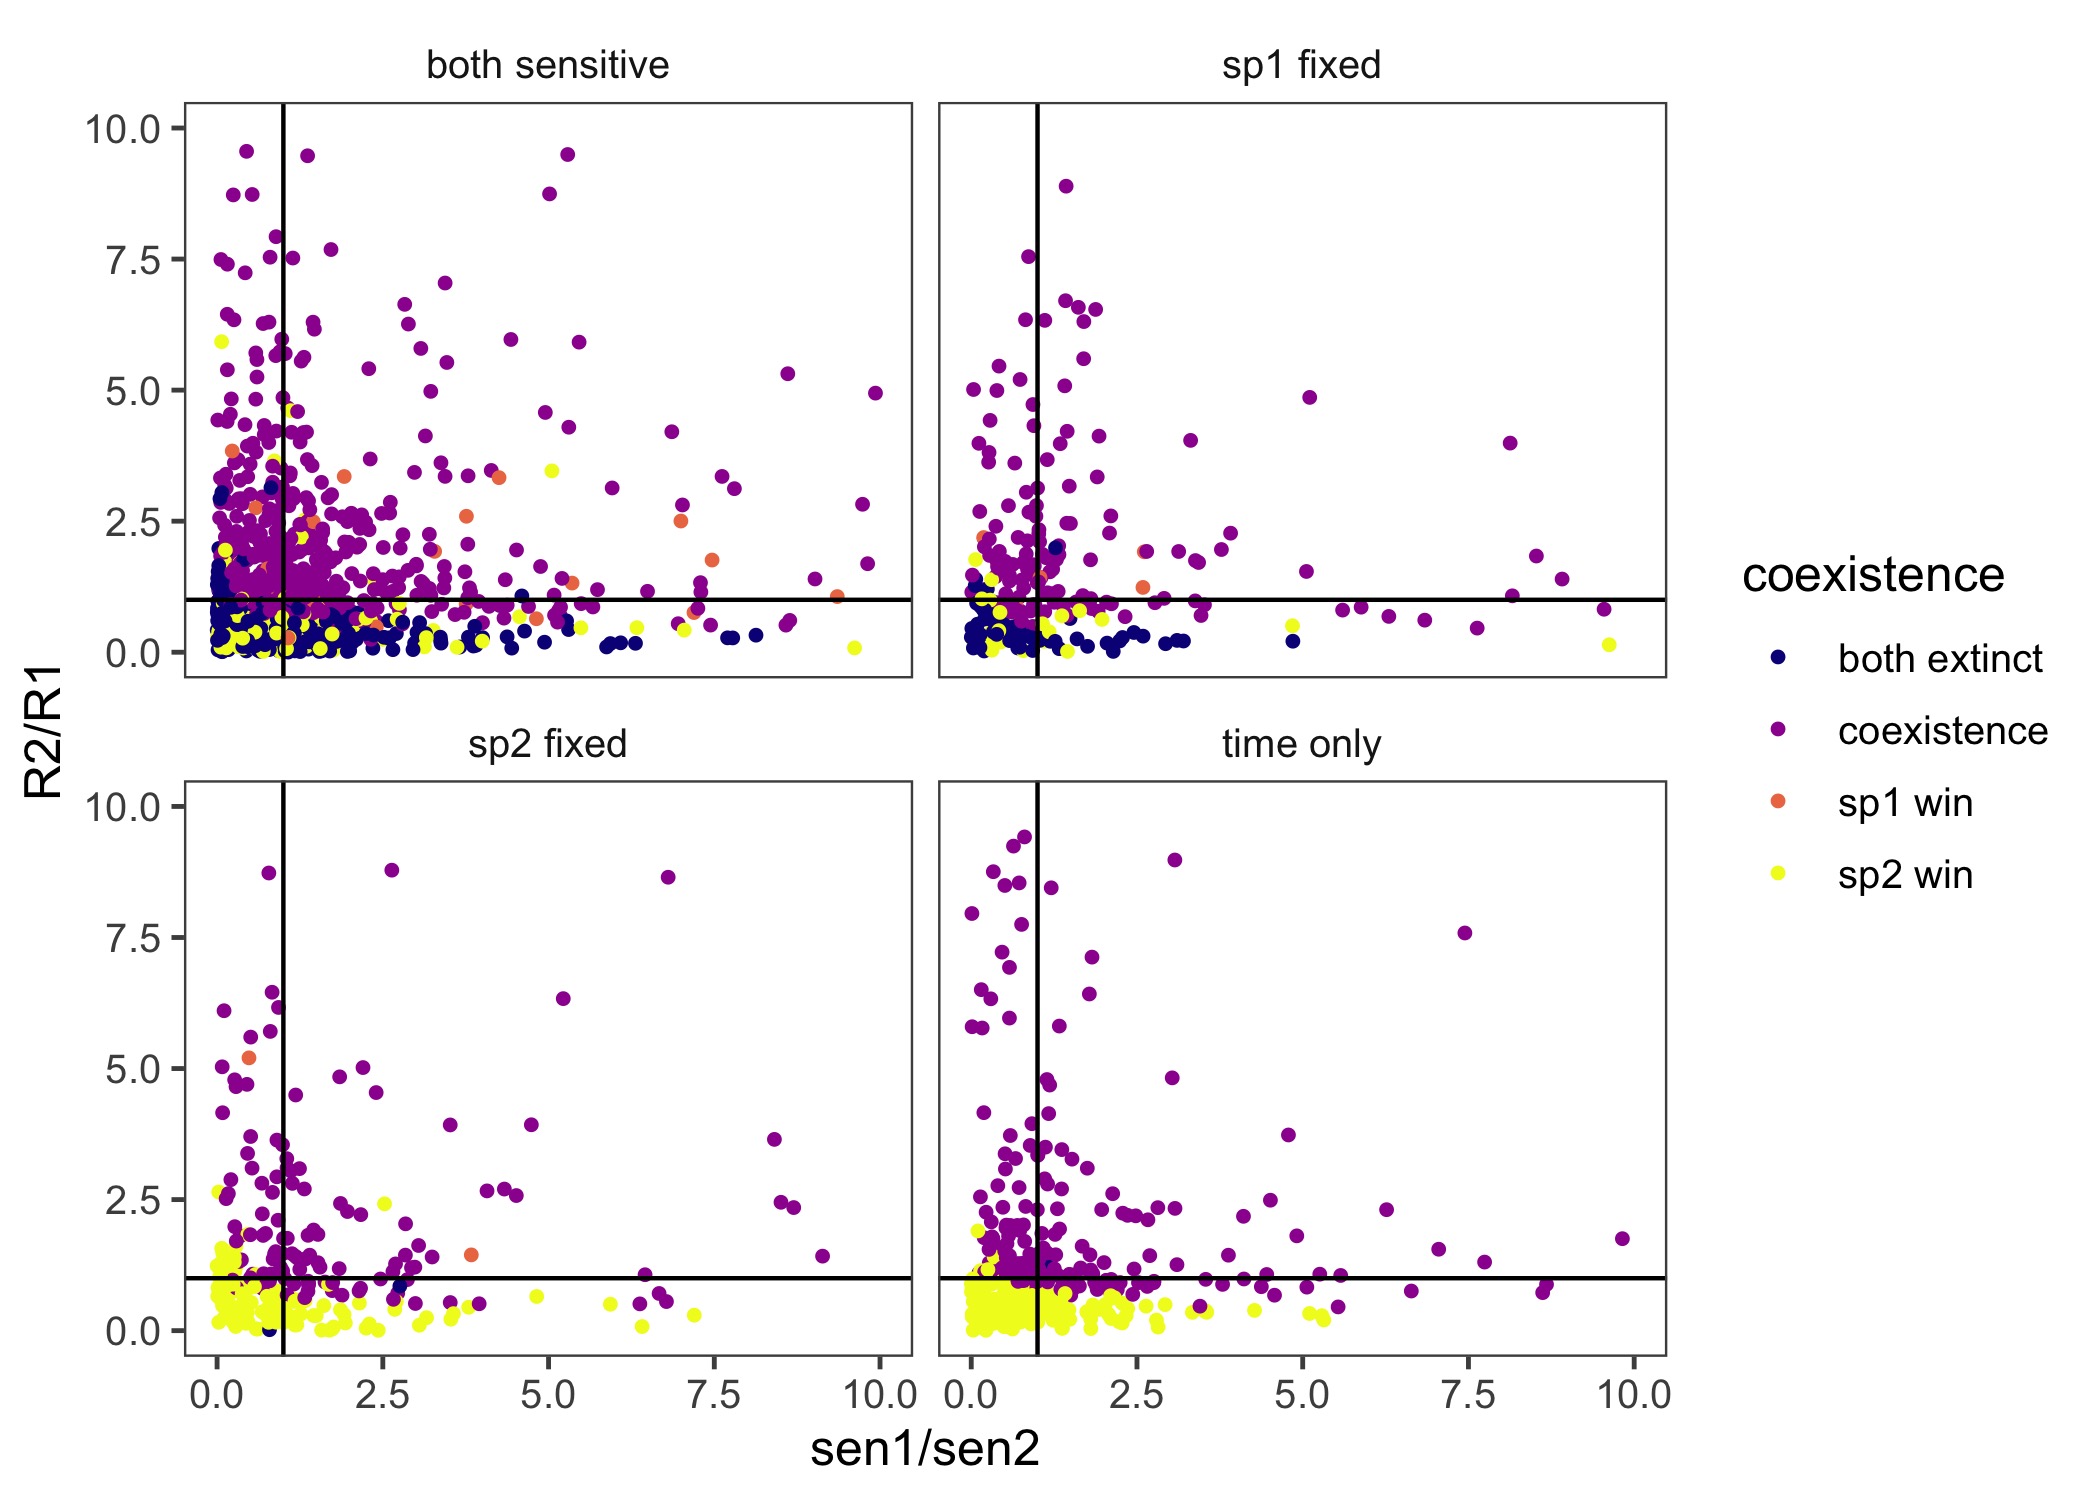 both sensitive
sp1 fixed
10.0
7.5
5.0
2.5
0.0
R2/R1
sp2 fixed
time only
10.0
7.5
5.0
2.5
0.0
0.0 2.5 5.0 7.5 10.0
0.0 2.5 5.0 7.5 10.0
sen1/sen2
coexistence
both extinct
coexistence
sp1 win
sp2 win